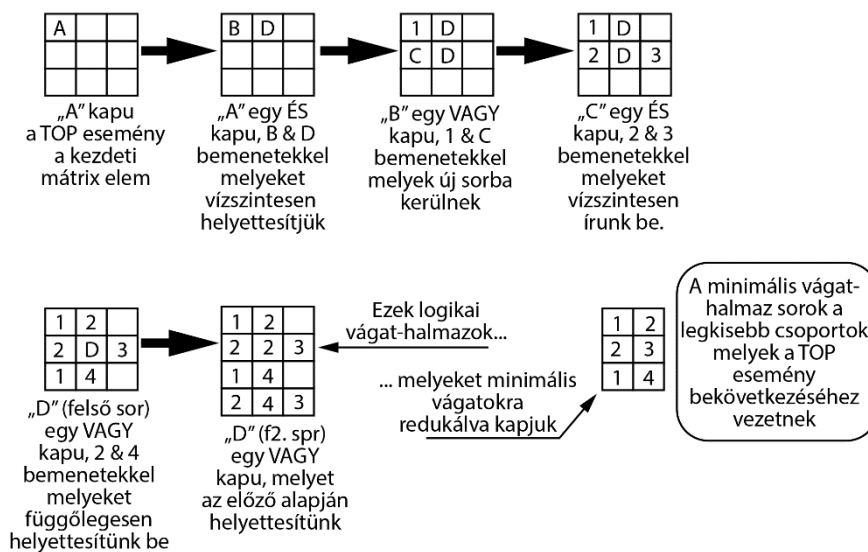 A
B D
1 D
C D
1 D
2 D 3
„A” kapu
a TOP esemény
a kezdeti
mátrix elem
„A” egy ÉS
kapu, B & D
bemenetekkel
melyeket
vízszintesen
helyettesítjük
„B” egy VAGY
kapu, 1 & C
bemenetekkel
melyek új sorba
kerülnek
„C” egy ÉS
kapu, 2 & 3
bemenetekkel
melyeket
vízszintesen
írunk be.
1 2
2 D 3
1 4
„D” (felső sor)
egy VAGY
kapu, 2 & 4
bemenetekkel
melyeket
függőlegesen
helyettesítünk be
1 2
2 2 3
1 4
2 4 3
„D” (f2. spr)
egy VAGY
kapu, melyet
az előző alapján
helyettesítünk
Ezek logikai
vágat-halmazok...
... melyeket minimális
vágatokra
redukálva kapjuk
1 2
2 3
1 4
A minimális vágat-
halmaz sorok a
legkisebb csoportok
melyek a TOP
esemény
bekövetkezéséhez
vezetnek